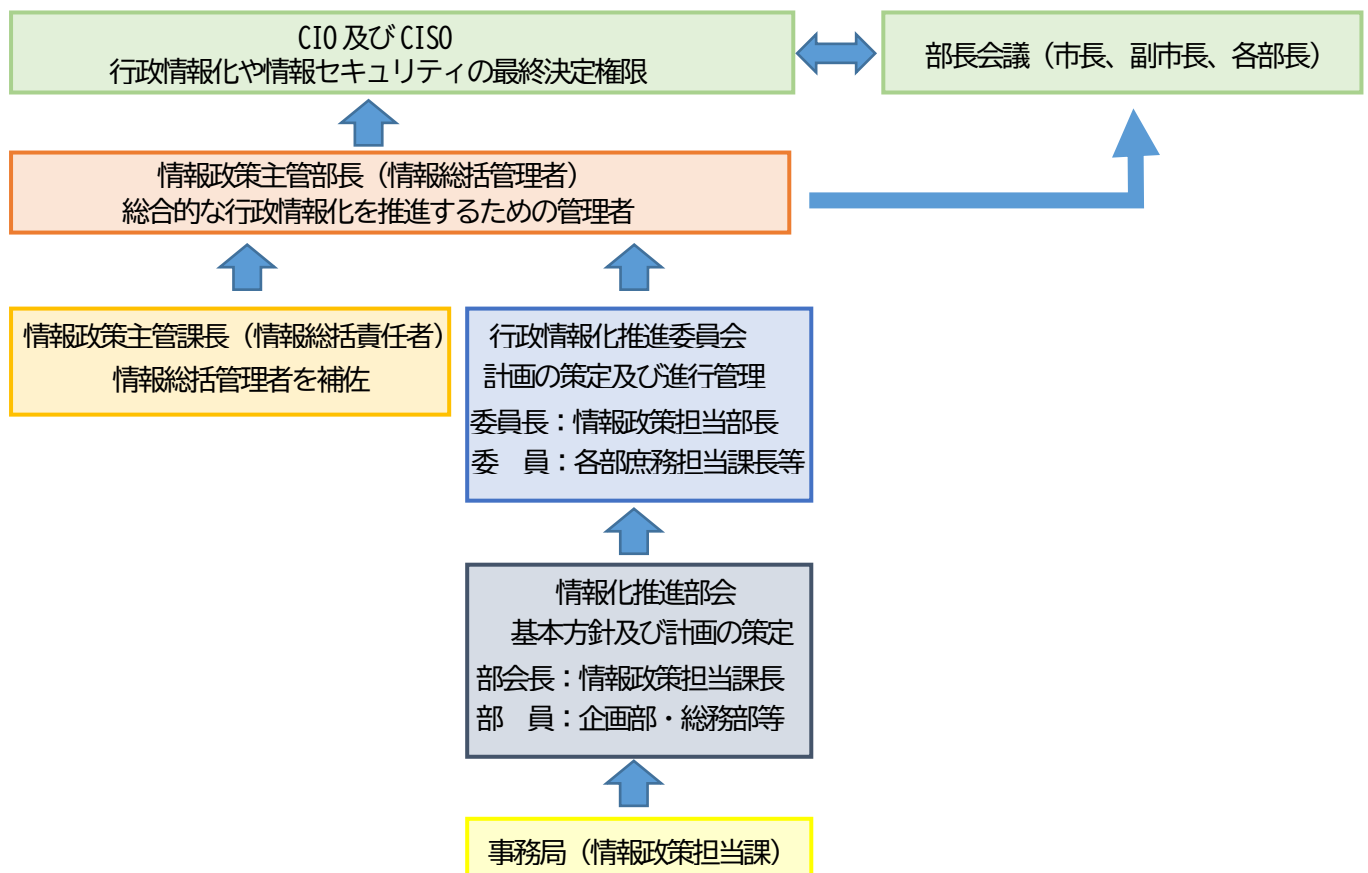 CIO 及び CISO
行政情報化や情報セキュリティの最終決定権限
部長会議（市長、副市長、各部長）
情報政策主管部長（情報総括管理者）
総合的な行政情報化を推進するための管理者
情報政策主管課長（情報総括責任者）
情報総括管理者を補佐
行政情報化推進委員会
計画の策定及び進行管理
委員長：情報政策担当部長
委　員：各部庶務担当課長等
情報化推進部会
基本方針及び計画の策定
部会長：情報政策担当課長
部　員：企画部・総務部等
事務局（情報政策担当課）